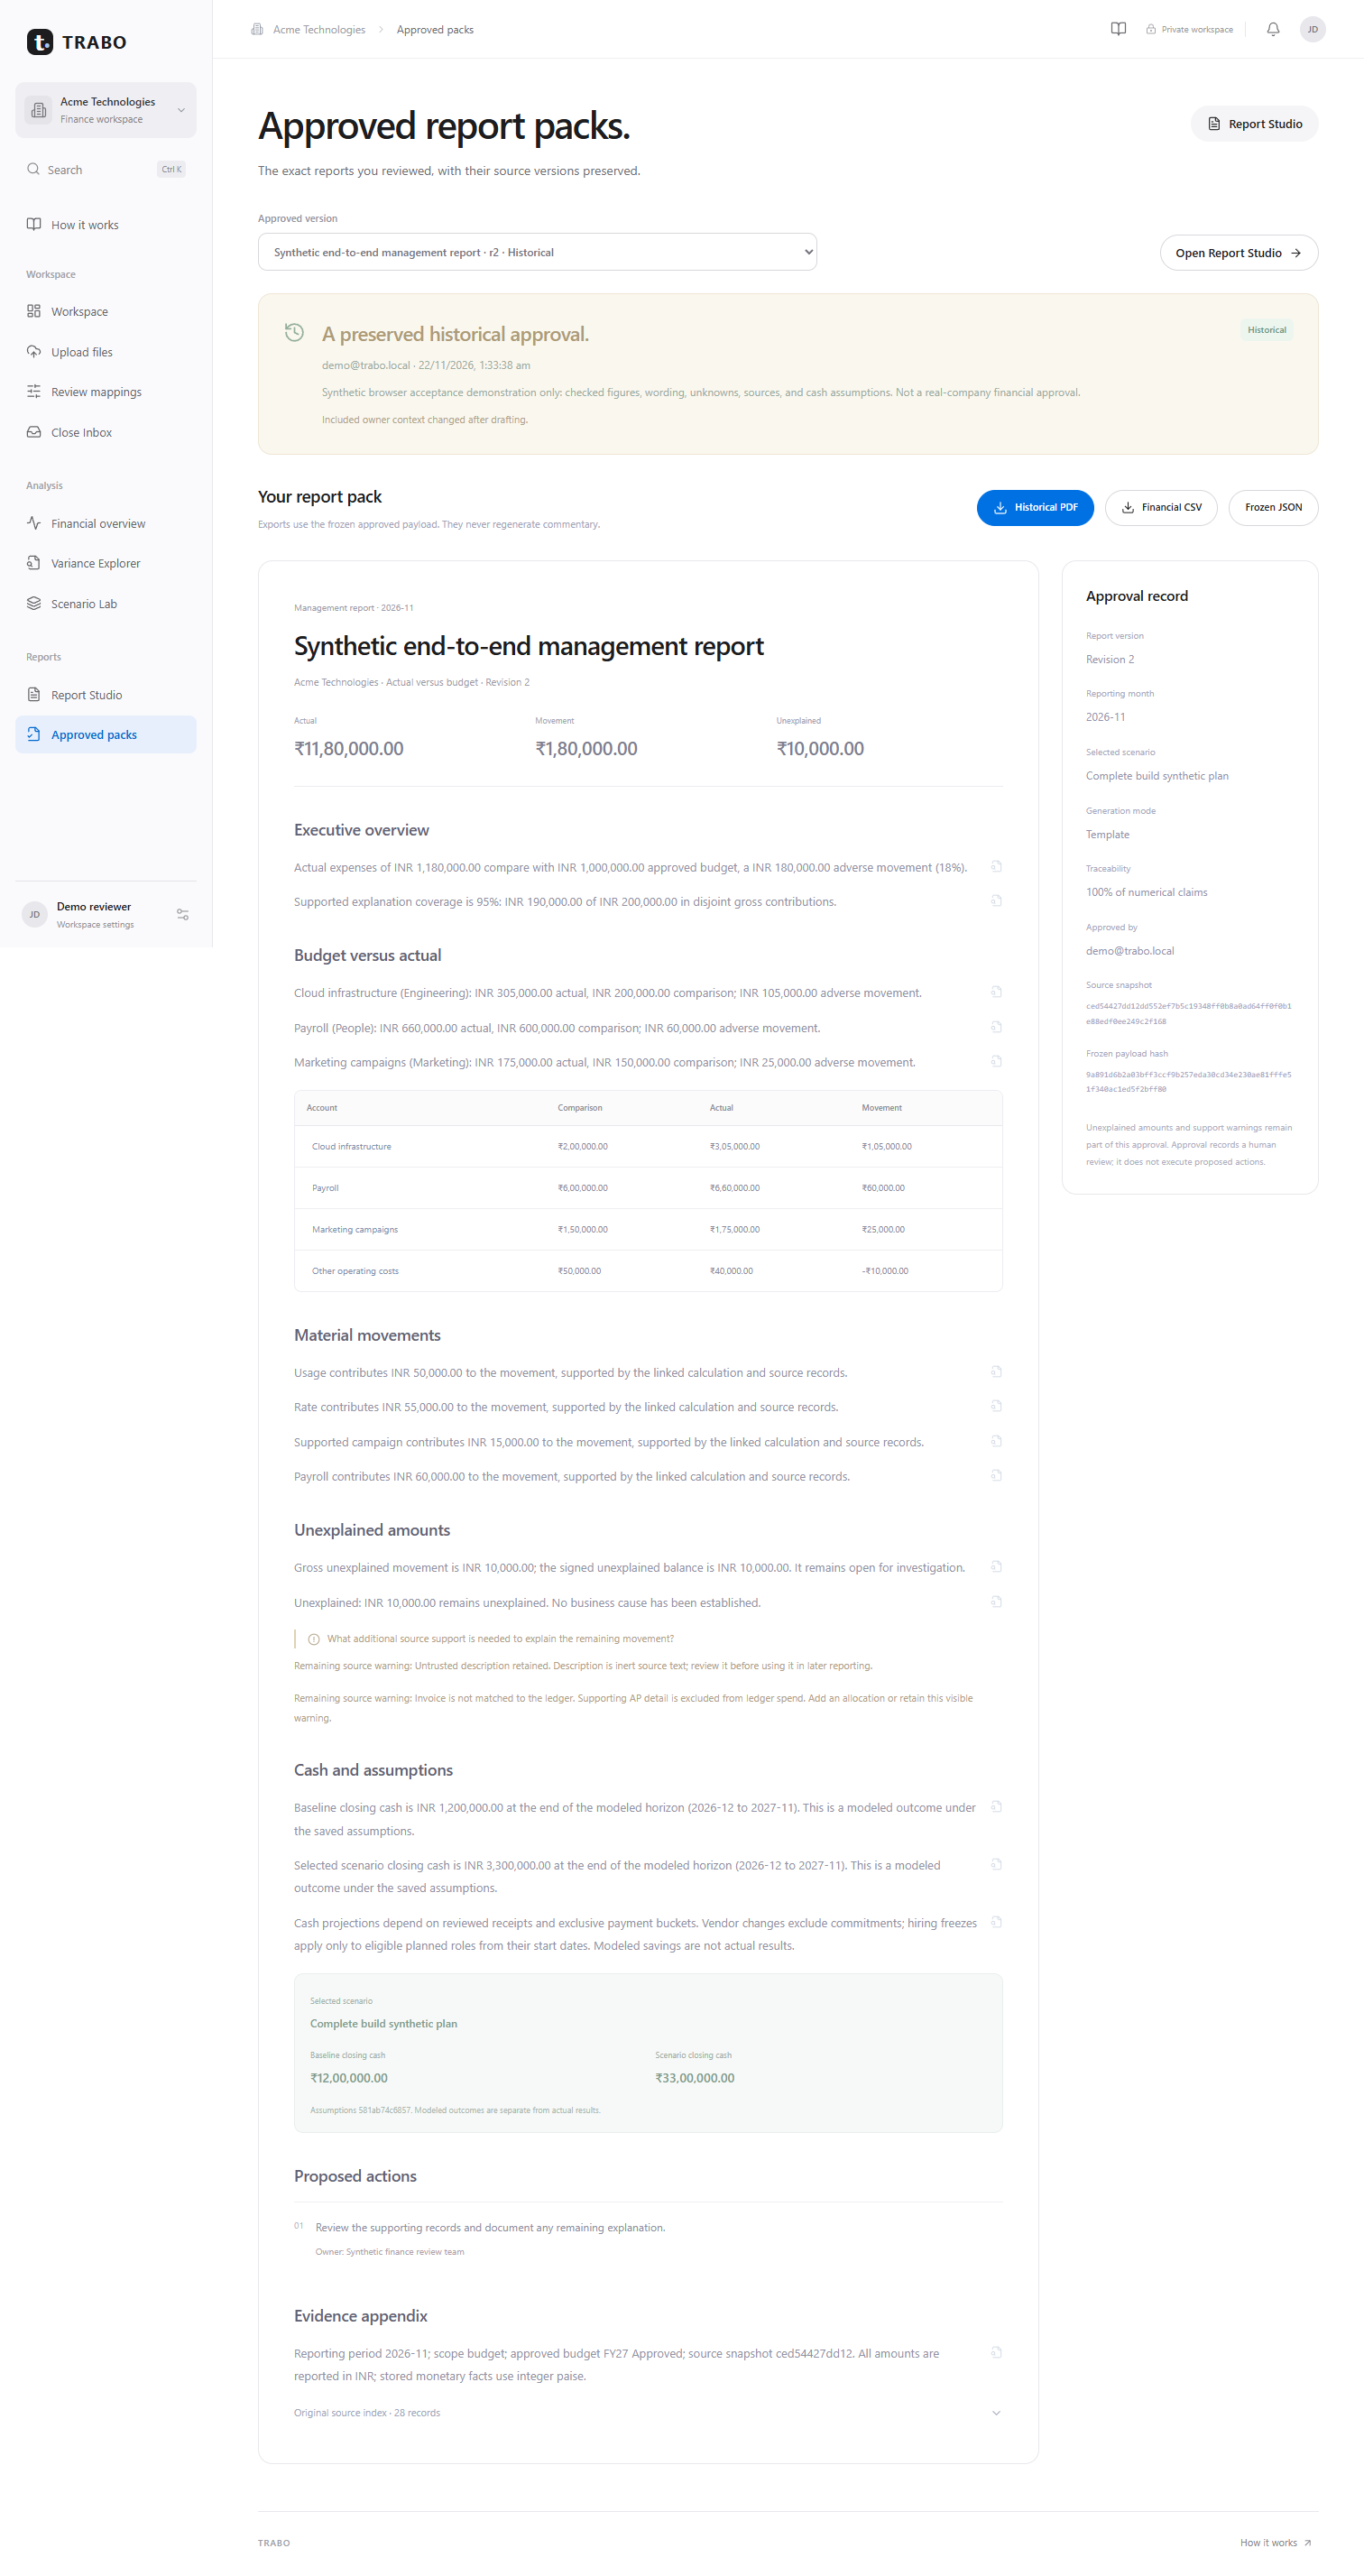 t. TRABO
Acme Technologies
Finance workspace
Search Ctrl K
How it works
Workspace
Workspace
Upload files
Review mappings
Close Inbox
Analysis
Financial overview
Variance Explorer
Scenario Lab
Reports
Report Studio
Approved packs
JD Demo reviewer
Workspace settings
Acme Technologies > Approved packs
Private workspace JD
Approved report packs.
Report Studio
The exact reports you reviewed, with their source versions preserved.
Approved version
Synthetic end-to-end management report · r2 · Historical
Open Report Studio →
A preserved historical approval.
Historical
demo@trabo.local · 22/11/2026, 1:33:38 am
Synthetic browser acceptance demonstration only: checked figures, wording, unknowns, sources, and cash assumptions. Not a real-company financial approval.
Included owner context changed after drafting.
Your report pack
Exports use the frozen approved payload. They never regenerate commentary.
Historical PDF
Financial CSV
Frozen JSON
Management report · 2026-11
Synthetic end-to-end management report
Acme Technologies · Actual versus budget · Revision 2
Actual Movement Unexplained
₹11,80,000.00 ₹1,80,000.00 ₹10,000.00
Executive overview
Actual expenses of INR 1,180,000.00 compare with INR 1,000,000.00 approved budget, a INR 180,000.00 adverse movement (18%).
Supported explanation coverage is 95%: INR 190,000.00 of INR 200,000.00 in disjoint gross contributions.
Budget versus actual
Cloud infrastructure (Engineering): INR 305,000.00 actual, INR 200,000.00 comparison; INR 105,000.00 adverse movement.
Payroll (People): INR 660,000.00 actual, INR 600,000.00 comparison; INR 60,000.00 adverse movement.
Marketing campaigns (Marketing): INR 175,000.00 actual, INR 150,000.00 comparison; INR 25,000.00 adverse movement.
Account Comparison Actual Movement
Cloud infrastructure ₹2,00,000.00 ₹3,05,000.00 ₹1,05,000.00
Payroll ₹6,00,000.00 ₹6,60,000.00 ₹60,000.00
Marketing campaigns ₹1,50,000.00 ₹1,75,000.00 ₹25,000.00
Other operating costs ₹50,000.00 ₹40,000.00 -₹10,000.00
Material movements
Usage contributes INR 50,000.00 to the movement, supported by the linked calculation and source records.
Rate contributes INR 55,000.00 to the movement, supported by the linked calculation and source records.
Supported campaign contributes INR 15,000.00 to the movement, supported by the linked calculation and source records.
Payroll contributes INR 60,000.00 to the movement, supported by the linked calculation and source records.
Unexplained amounts
Gross unexplained movement is INR 10,000.00; the signed unexplained balance is INR 10,000.00. It remains open for investigation.
Unexplained: INR 10,000.00 remains unexplained. No business cause has been established.
What additional source support is needed to explain the remaining movement?
Remaining source warning: Untrusted description retained. Description is inert source text; review it before using it in later reporting.
Remaining source warning: Invoice is not matched to the ledger. Supporting AP detail is excluded from ledger spend. Add an allocation or retain this visible
warning.
Cash and assumptions
Baseline closing cash is INR 1,200,000.00 at the end of the modeled horizon (2026-12 to 2027-11). This is a modeled outcome under
the saved assumptions.
Selected scenario closing cash is INR 3,300,000.00 at the end of the modeled horizon (2026-12 to 2027-11). This is a modeled
outcome under the saved assumptions.
Cash projections depend on reviewed receipts and exclusive payment buckets. Vendor changes exclude commitments; hiring freezes
apply only to eligible planned roles from their start dates. Modeled savings are not actual results.
Selected scenario
Complete build synthetic plan
Baseline closing cash Scenario closing cash
₹12,00,000.00 ₹33,00,000.00
Assumptions 581ab74c6857. Modeled outcomes are separate from actual results.
Proposed actions
01 Review the supporting records and document any remaining explanation.
Owner: Synthetic finance review team
Evidence appendix
Reporting period 2026-11; scope budget; approved budget FY27 Approved; source snapshot ced54427dd12. All amounts are
reported in INR; stored monetary facts use integer paise.
Original source index · 28 records
Approval record
Report version
Revision 2
Reporting month
2026-11
Selected scenario
Complete build synthetic plan
Generation mode
Template
Traceability
100% of numerical claims
Approved by
demo@trabo.local
Source snapshot
ced54427dd12dd552ef7b5c19348ff0b8a0ad64ff0f0b1
e88edf0ee249c2f168
Frozen payload hash
9a891d6b2a03bff3ccf9b257eda30cd34e230ae81fffe5
1f340ac1ed5f2bff80
Unexplained amounts and support warnings remain
part of this approval. Approval records a human
review; it does not execute proposed actions.
TRABO
How it works